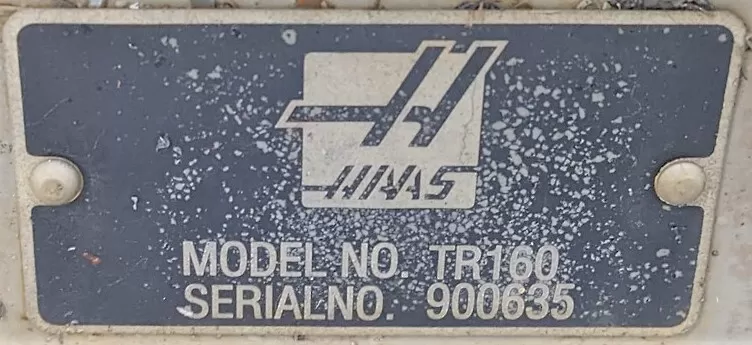 HAAS
MODEL NO. TR160
SERIALNO. 900635